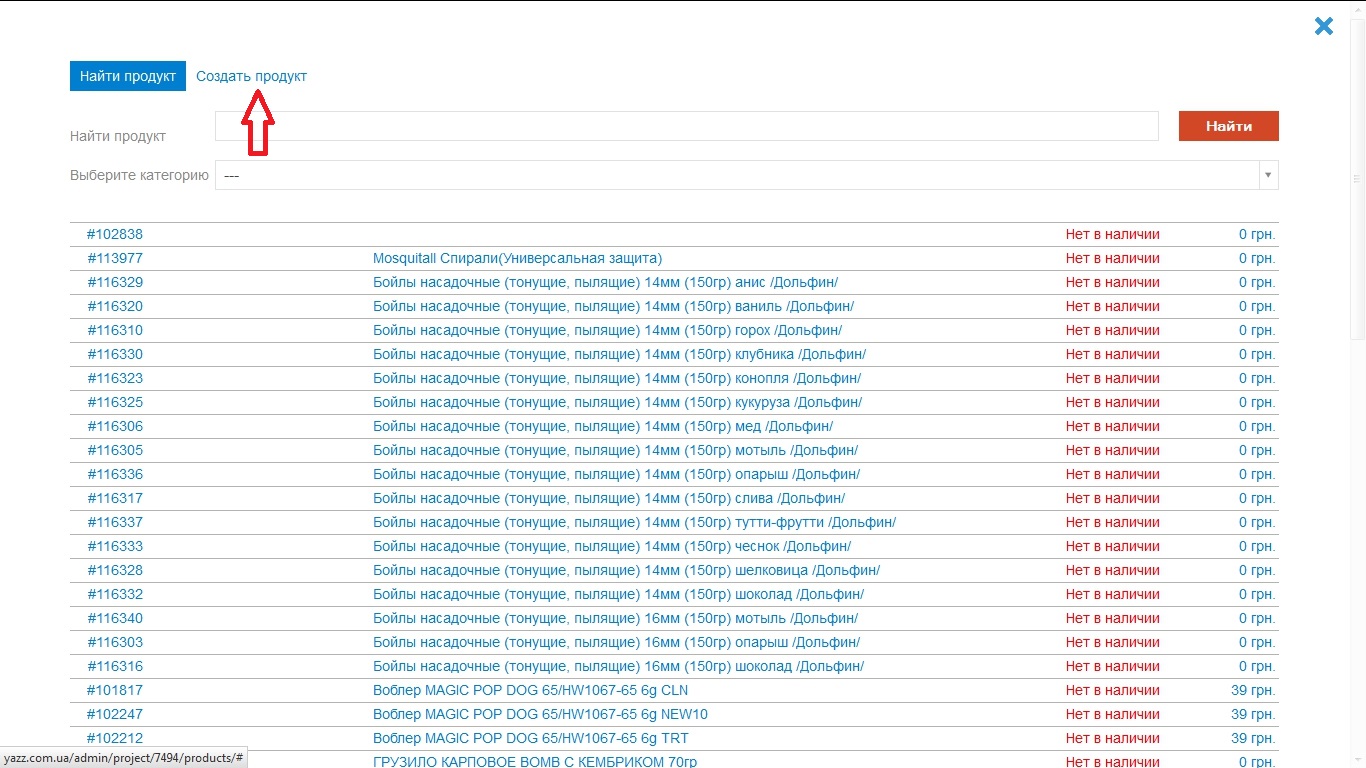 Найти продукт Создать продукт
Найти продукт Найти
Выберите категорию ---
#102838 Нет в наличии 0 грн.
#113977 Mosquitall Спирали(Универсальная защита) Нет в наличии 0 грн.
#116329 Бойлы насадочные (тонущие, пылящие) 14мм (150гр) анис /Дольфин/ Нет в наличии 0 грн.
#116320 Бойлы насадочные (тонущие, пылящие) 14мм (150гр) ваниль /Дольфин/ Нет в наличии 0 грн.
#116310 Бойлы насадочные (тонущие, пылящие) 14мм (150гр) горох /Дольфин/ Нет в наличии 0 грн.
#116330 Бойлы насадочные (тонущие, пылящие) 14мм (150гр) клубника /Дольфин/ Нет в наличии 0 грн.
#116323 Бойлы насадочные (тонущие, пылящие) 14мм (150гр) конопля /Дольфин/ Нет в наличии 0 грн.
#116325 Бойлы насадочные (тонущие, пылящие) 14мм (150гр) кукуруза /Дольфин/ Нет в наличии 0 грн.
#116306 Бойлы насадочные (тонущие, пылящие) 14мм (150гр) мед /Дольфин/ Нет в наличии 0 грн.
#116305 Бойлы насадочные (тонущие, пылящие) 14мм (150гр) мотыль /Дольфин/ Нет в наличии 0 грн.
#116336 Бойлы насадочные (тонущие, пылящие) 14мм (150гр) опарыш /Дольфин/ Нет в наличии 0 грн.
#116317 Бойлы насадочные (тонущие, пылящие) 14мм (150гр) слива /Дольфин/ Нет в наличии 0 грн.
#116337 Бойлы насадочные (тонущие, пылящие) 14мм (150гр) тутти-фрутти /Дольфин/ Нет в наличии 0 грн.
#116333 Бойлы насадочные (тонущие, пылящие) 14мм (150гр) чеснок /Дольфин/ Нет в наличии 0 грн.
#116328 Бойлы насадочные (тонущие, пылящие) 14мм (150гр) шелковица /Дольфин/ Нет в наличии 0 грн.
#116332 Бойлы насадочные (тонущие, пылящие) 14мм (150гр) шоколад /Дольфин/ Нет в наличии 0 грн.
#116340 Бойлы насадочные (тонущие, пылящие) 16мм (150гр) мотыль /Дольфин/ Нет в наличии 0 грн.
#116303 Бойлы насадочные (тонущие, пылящие) 16мм (150гр) опарыш /Дольфин/ Нет в наличии 0 грн.
#116316 Бойлы насадочные (тонущие, пылящие) 16мм (150гр) шоколад /Дольфин/ Нет в наличии 0 грн.
#101817 Воблер MAGIC POP DOG 65/HW1067-65 6g CLN Нет в наличии 39 грн.
#102247 Воблер MAGIC POP DOG 65/HW1067-65 6g NEW10 Нет в наличии 39 грн.
#102212 Воблер MAGIC POP DOG 65/HW1067-65 6g TRT Нет в наличии 39 грн.
ГРУЗИЛО КАРПОВОЕ BOMB С КЕМБРИКОМ 70гр Нет в наличии 0 грн.
yazz.com.ua/admin/project/7494/products/#